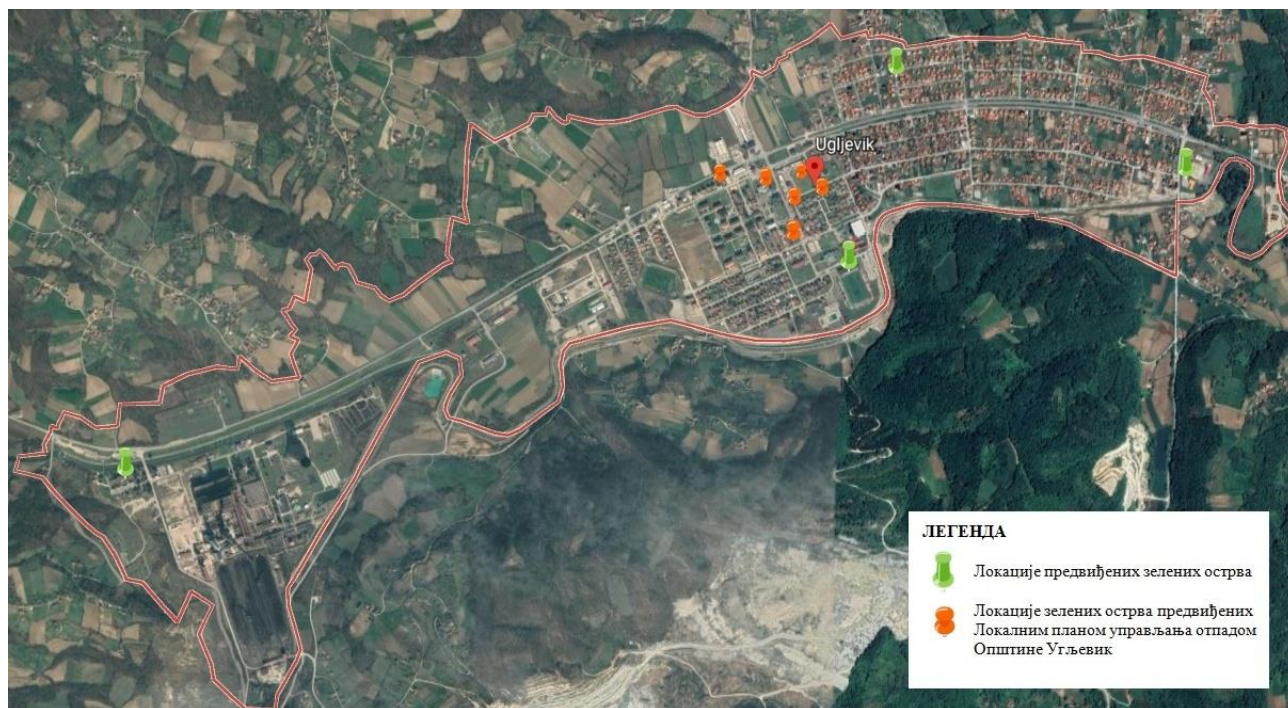 Ugljevik
ЛЕГЕНДА
Локације предвиђених зелених острва
Локације зелених острва предвиђених
Локалним планом управљања отпадом
Општине Угљевик